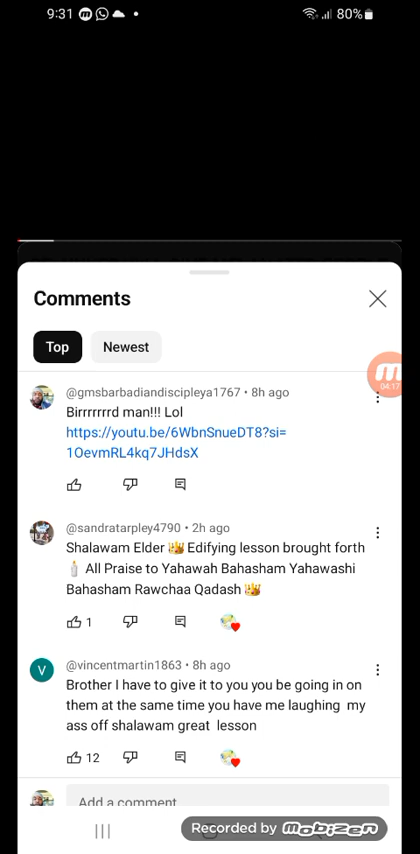 9:31
80%
Comments
Top
Newest
04:17
@gmsbarbadiandiscipleya1767 • 8h ago
Birrrrrrrd man!!! Lol
https://youtu.be/6WbnSnueDT8?si=
1OevmRL4kq7JHdsX
@sandratarpley4790 • 2h ago
Shalawam Elder 👑 Edifying lesson brought forth
🕯️ All Praise to Yahawah Bahasham Yahawashi
Bahasham Rawchaa Qadash 👑
1
V
@vincentmartin1863 • 8h ago
Brother I have to give it to you you be going in on
them at the same time you have me laughing my
ass off shalawam great lesson
12
Add a comment
Recorded by mobizen